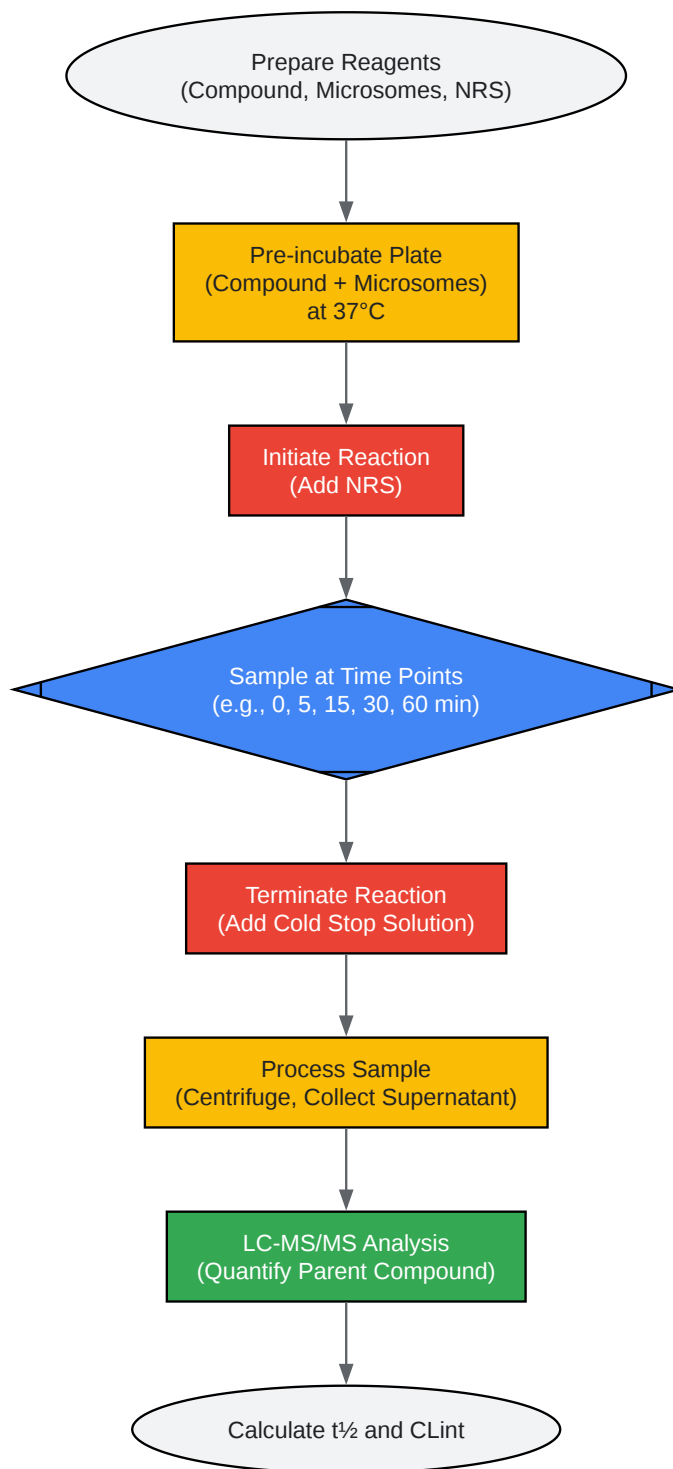 Prepare Reagents
(Compound, Microsomes, NRS)
Pre-incubate Plate
(Compound + Microsomes)
at 37°C
Initiate Reaction
(Add NRS)
Sample at Time Points
(e.g., 0, 5, 15, 30, 60 min)
Terminate Reaction
(Add Cold Stop Solution)
Process Sample
(Centrifuge, Collect Supernatant)
LC-MS/MS Analysis
(Quantify Parent Compound)
Calculate t½ and CLint